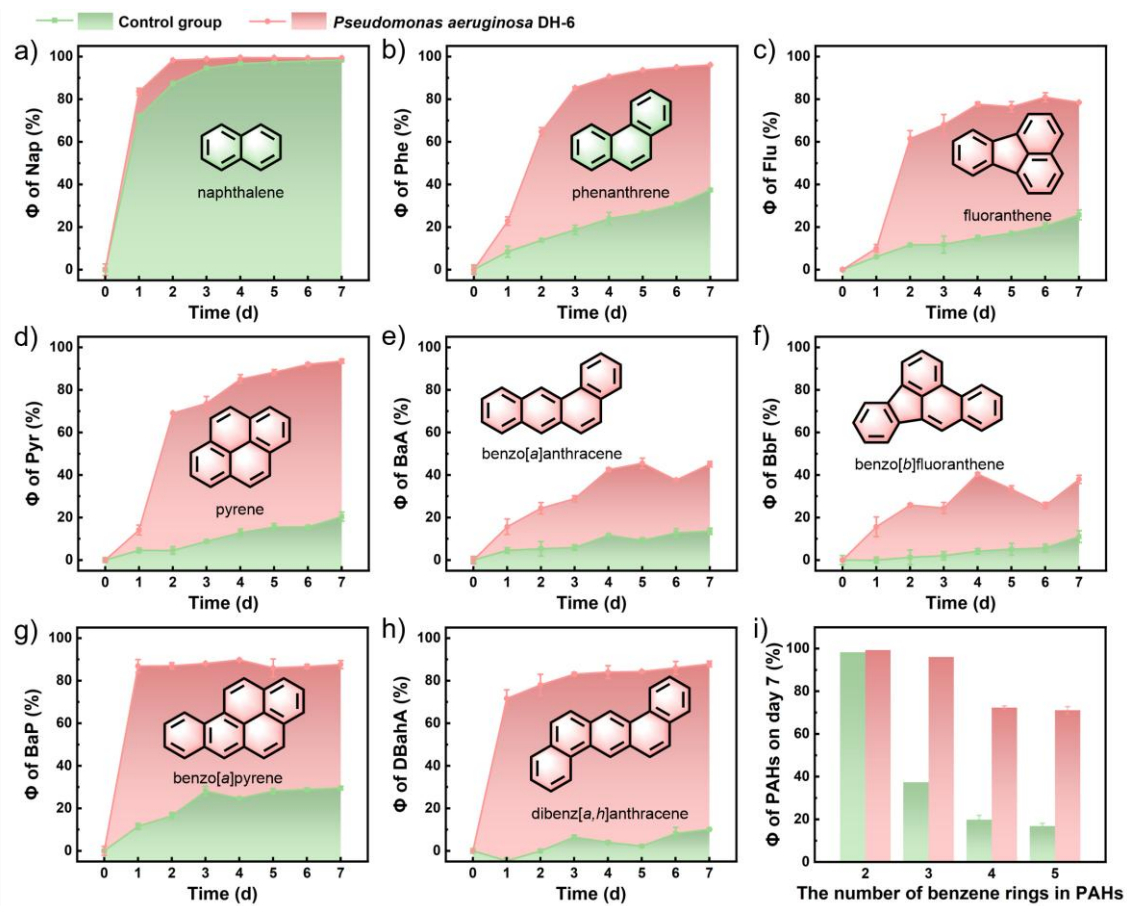 Control group
Pseudomonas aeruginosa DH-6
a)
Φ of Nap (%)
100
80
60
40
20
0
naphthalene
0 1 2 3 4 5 6 7
Time (d)
b)
Φ of Phe (%)
100
80
60
40
20
0
phenanthrene
0 1 2 3 4 5 6 7
Time (d)
c)
Φ of Flu (%)
100
80
60
40
20
0
fluoranthene
0 1 2 3 4 5 6 7
Time (d)
d)
Φ of Pyr (%)
100
80
60
40
20
0
pyrene
0 1 2 3 4 5 6 7
Time (d)
e)
Φ of BaA (%)
100
80
60
40
20
0
benzo[a]anthracene
0 1 2 3 4 5 6 7
Time (d)
f)
Φ of BbF (%)
100
80
60
40
20
0
benzo[b]fluoranthene
0 1 2 3 4 5 6 7
Time (d)
g)
Φ of BaP (%)
100
80
60
40
20
0
benzo[a]pyrene
0 1 2 3 4 5 6 7
Time (d)
h)
Φ of DBahA (%)
100
80
60
40
20
0
dibenz[a,h]anthracene
0 1 2 3 4 5 6 7
Time (d)
i)
Φ of PAHs on day 7 (%)
100
80
60
40
20
0
2 3 4 5
The number of benzene rings in PAHs